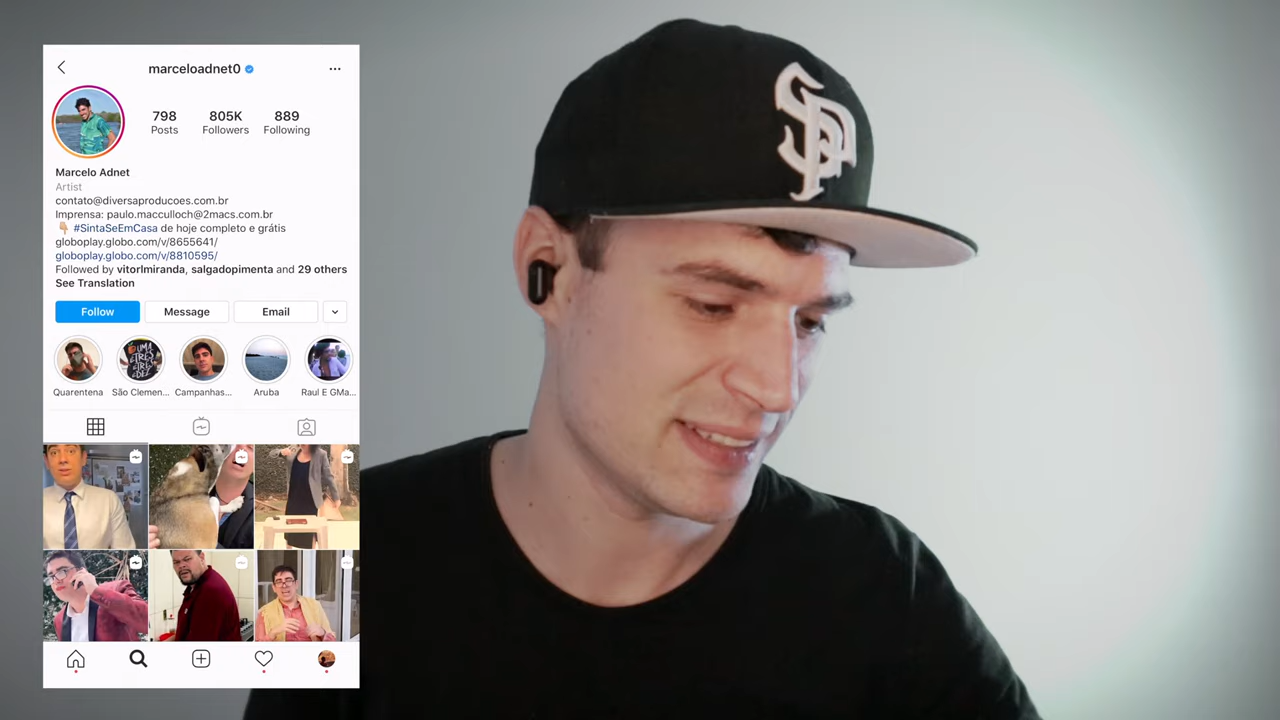 marceloadnet0
798
805K
889
Posts
Followers
Following
Marcelo Adnet
Artist
contato@diversaproducoes.com.br
Imprensa: paulo.macculloch@2macs.com.br
#SintaSeEmCasa de hoje completo e grátis
globoplay.globo.com/v/8655641/
globoplay.globo.com/v/8810595/
Followed by vitorlmiranda, salgadopimenta and 29 others
See Translation
Follow
Message
Email
Quarentena
São Clemen...
Campanhas...
Aruba
Raul E GMa...
SP